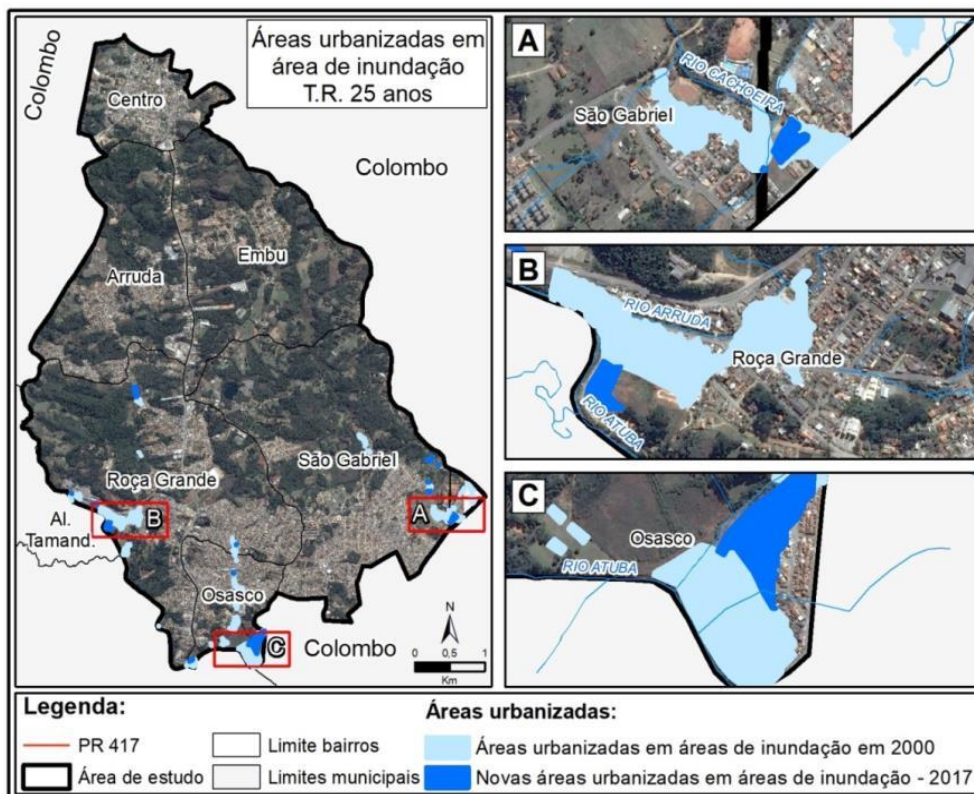 Áreas urbanizadas em
área de inundação
T.R. 25 anos
Colombo
Centro
Colombo
Embu
Arruda
São Gabriel
Roça Grande
A
B
Al.
Tamand.
Osasco
C
Colombo
N
0 0,5 1
Km
A
RIO CACHOEIRA
São Gabriel
B
RIO ARRUDA
Roça Grande
RIO ATUBA
C
Osasco
RIO ATUBA
Legenda:
PR 417
Área de estudo
Limite bairros
Limites municipais
Áreas urbanizadas:
Áreas urbanizadas em áreas de inundação em 2000
Novas áreas urbanizadas em áreas de inundação - 2017